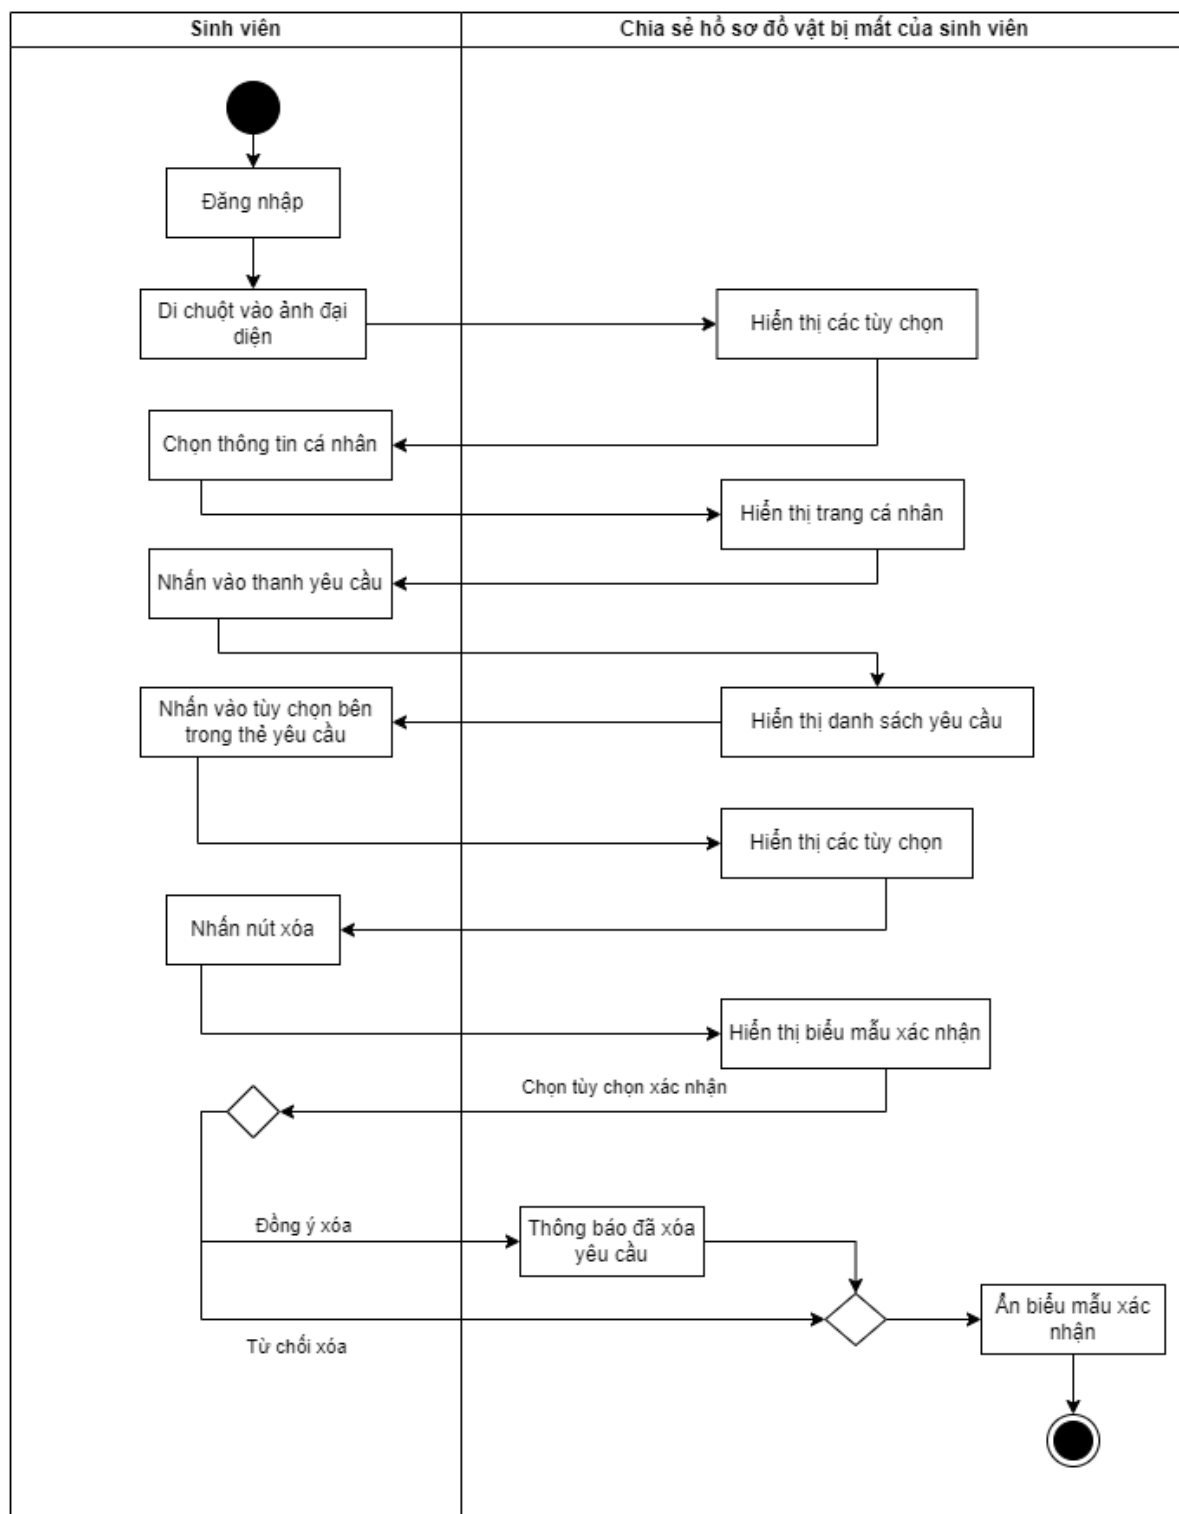 Sinh viên
Chia sẻ hồ sơ đồ vật bị mất của sinh viên
Đăng nhập
Di chuột vào ảnh đại
diện
Hiển thị các tùy chọn
Chọn thông tin cá nhân
Hiển thị trang cá nhân
Nhấn vào thanh yêu cầu
Nhấn vào tùy chọn bên
trong thẻ yêu cầu
Hiển thị danh sách yêu cầu
Hiển thị các tùy chọn
Nhấn nút xóa
Hiển thị biểu mẫu xác nhận
Chọn tùy chọn xác nhận
Đồng ý xóa
Thông báo đã xóa
yêu cầu
Từ chối xóa
Ẩn biểu mẫu xác
nhận